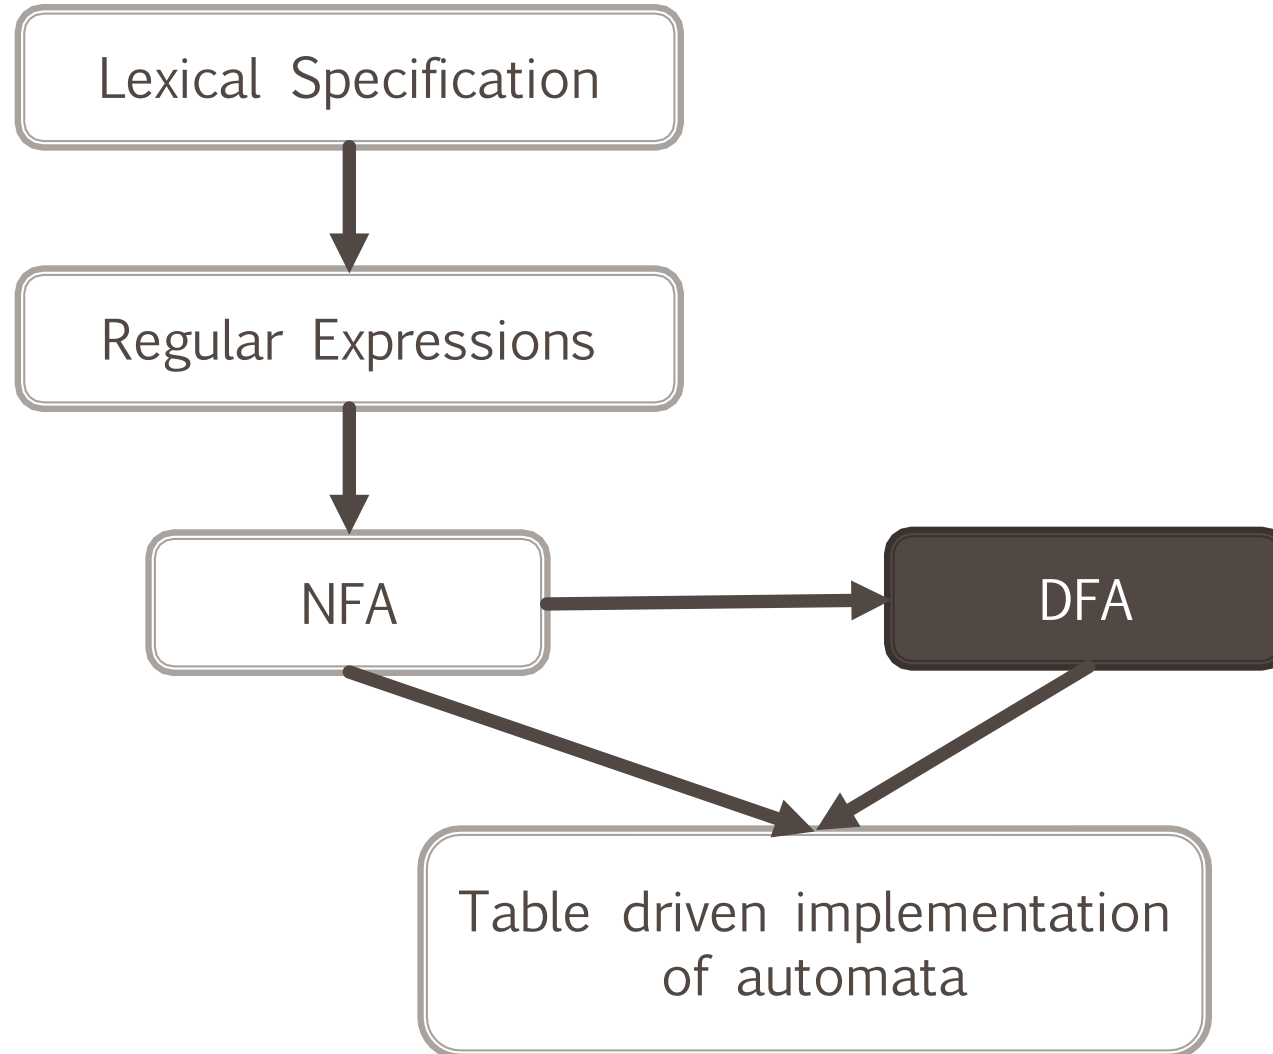 Lexical Specification
Regular Expressions
NFA
DFA
Table driven implementation
of automata